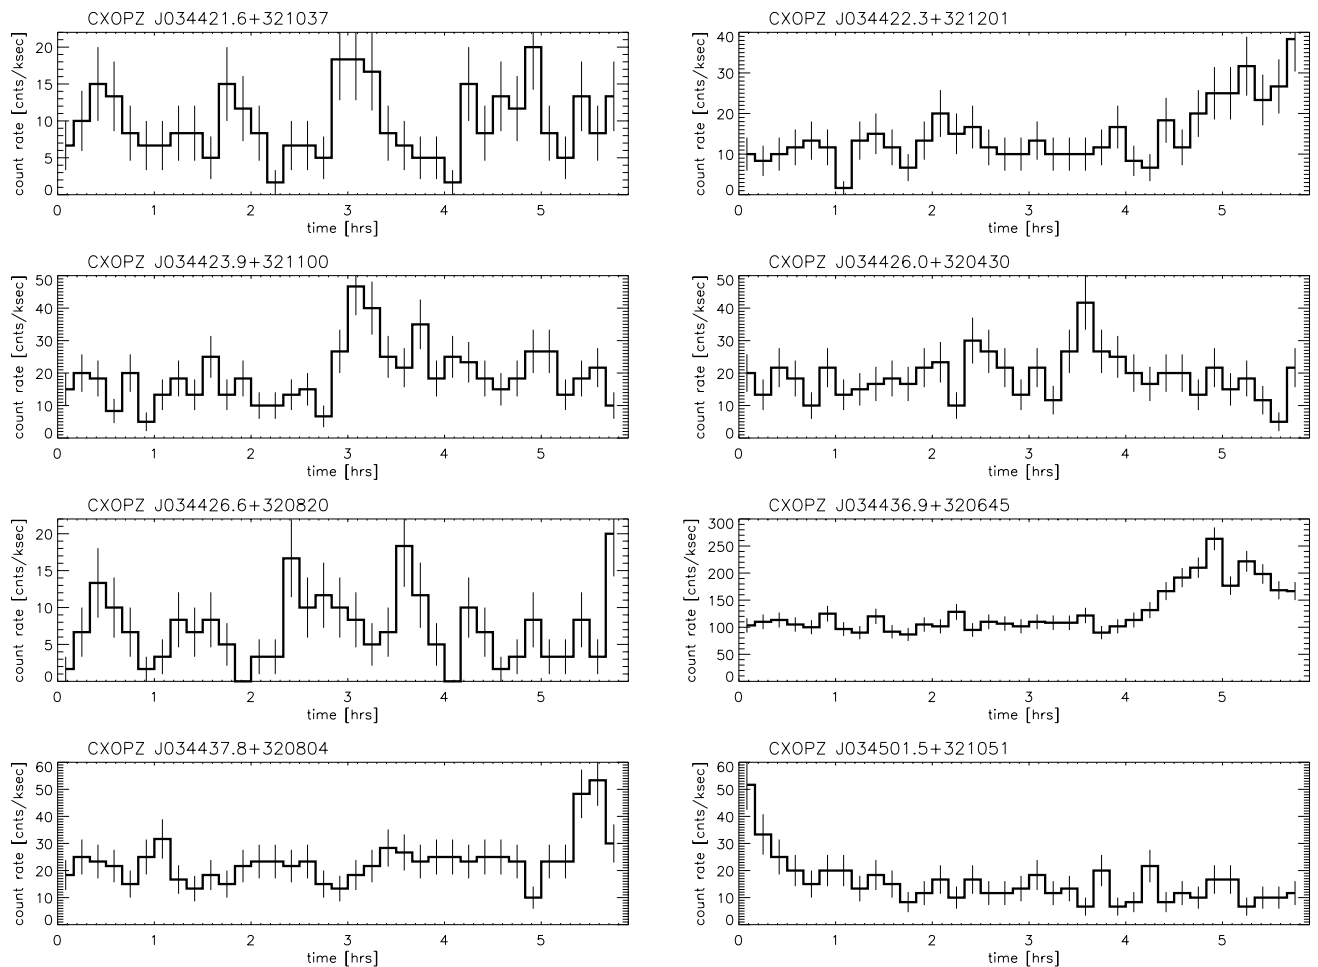 CXOPZ J034421.6+321037
count rate [cnts/ksec]
20
15
10
5
0
0 1 2 3 4 5
time [hrs]
CXOPZ J034422.3+321201
count rate [cnts/ksec]
40
30
20
10
0
0 1 2 3 4 5
time [hrs]
CXOPZ J034423.9+321100
count rate [cnts/ksec]
50
40
30
20
10
0
0 1 2 3 4 5
time [hrs]
CXOPZ J034426.0+320430
count rate [cnts/ksec]
50
40
30
20
10
0
0 1 2 3 4 5
time [hrs]
CXOPZ J034426.6+320820
count rate [cnts/ksec]
20
15
10
5
0
0 1 2 3 4 5
time [hrs]
CXOPZ J034436.9+320645
count rate [cnts/ksec]
300
250
200
150
100
50
0
0 1 2 3 4 5
time [hrs]
CXOPZ J034437.8+320804
count rate [cnts/ksec]
60
50
40
30
20
10
0
0 1 2 3 4 5
time [hrs]
CXOPZ J034501.5+321051
count rate [cnts/ksec]
60
50
40
30
20
10
0
0 1 2 3 4 5
time [hrs]